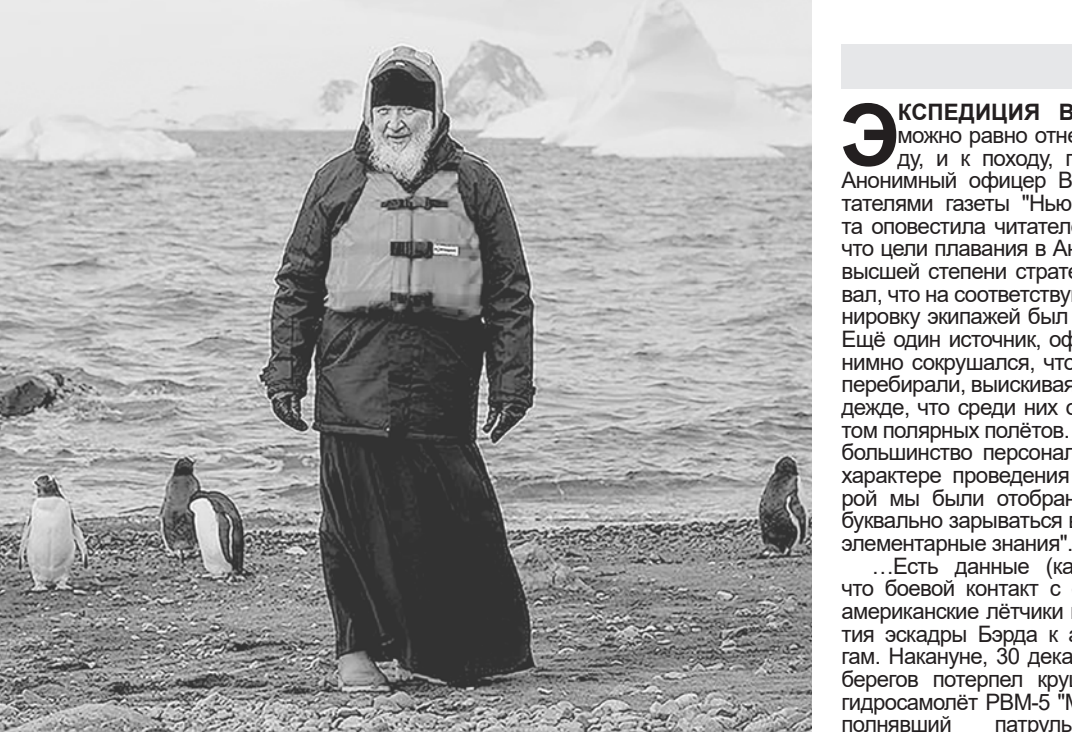 ЭКСПЕДИЦИЯ В
можно равно отне
ду, и к походу, п
Анонимный офицер В
тателями газеты "Нью
та оповестила читател
что цели плавания в Ан
высшей степени страте
вал, что на соответству
нировку экипажей был
Ещё один источник, оф
нимно сокрушался, что
перебирали, выискивая
дежде, что среди них о
том полярных полётов.
большинство персонал
характере проведения
рой мы были отобран
буквально зарываться в
элементарные знания".
…Есть данные (ка
что боевой контакт с
американские лётчики
тия эскадры Бэрда к а
гам. Накануне, 30 дека
берегов потерпел кру
гидросамолёт PBM-5 "М
полнявший патруль